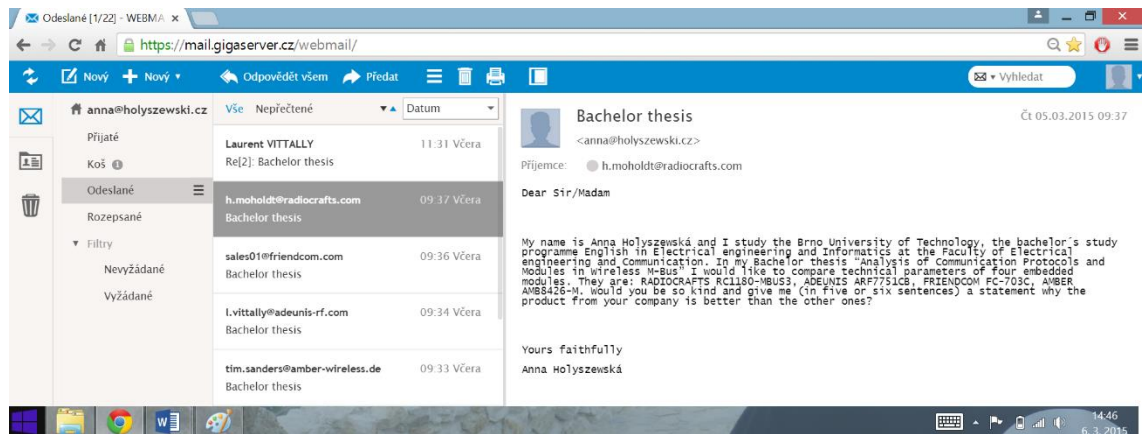 Odeslané [1/22] - WEBMA
https://mail.gigaserver.cz/webmail/
Nový Nový Odpovědět všem Předat Vyhledat
anna@holyszewski.cz
Přijaté
Koš
Odeslané
Rozepsané
Filtry
Nevyžádané
Vyžádané
Vše Nepřečtené Datum
Laurent VITTALLY 11:31 Včera
Re[2]: Bachelor thesis
h.moholdt@radiocrafts.com 09:37 Včera
Bachelor thesis
sales01@friendcom.com 09:36 Včera
Bachelor thesis
l.vittally@adeunis-rf.com 09:34 Včera
Bachelor thesis
tim.sanders@amber-wireless.de 09:33 Včera
Bachelor thesis
Bachelor thesis Čt 05.03.2015 09:37
<anna@holyszewski.cz>
Příjemce: h.moholdt@radiocrafts.com
Dear Sir/Madam
My name is Anna Holyszewská and I study the Brno University of Technology, the bachelor´s study
programme English in Electrical engineering and Informatics at the Faculty of Electrical
engineering and Communication. In my Bachelor thesis “Analysis of Communication Protocols and
Modules in Wireless M-Bus” I would like to compare technical parameters of four embedded
modules. They are: RADIOCRAFTS RC1180-MBUS3, ADEUNIS ARF7751CB, FRIENDCOM FC-703C, AMBER
AMB8426-M. Would you be so kind and give me (in five or six sentences) a statement why the
product from your company is better than the other ones?
Yours faithfully
Anna Holyszewská
14:46
6. 3. 2015